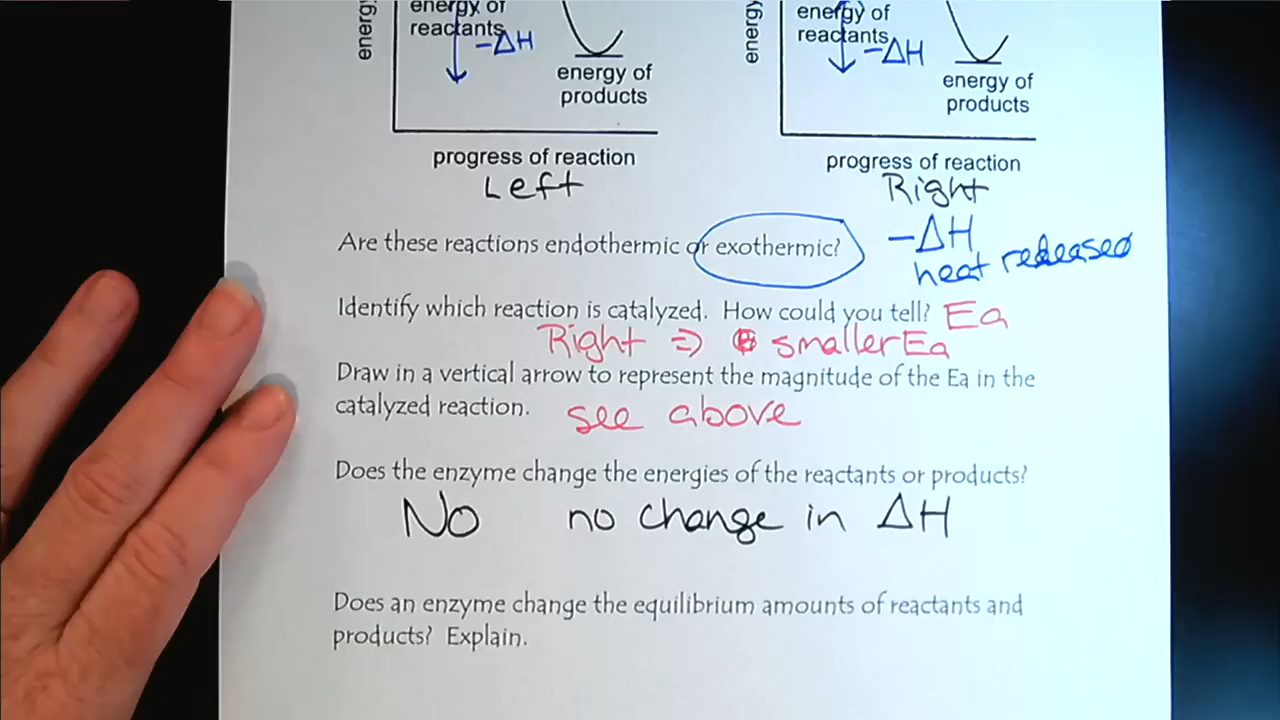 energy of
reactants
-ΔH
energy
energy of
products
progress of reaction
Left
energy of
reactants
-ΔH
energy
energy of
products
progress of reaction
Right
Are these reactions endothermic or exothermic?
-ΔH
heat released
Identify which reaction is catalyzed. How could you tell? Ea
Right ⇒ smaller Ea
Draw in a vertical arrow to represent the magnitude of the Ea in the
catalyzed reaction. see above
Does the enzyme change the energies of the reactants or products?
No no change in ΔH
Does an enzyme change the equilibrium amounts of reactants and
products? Explain.